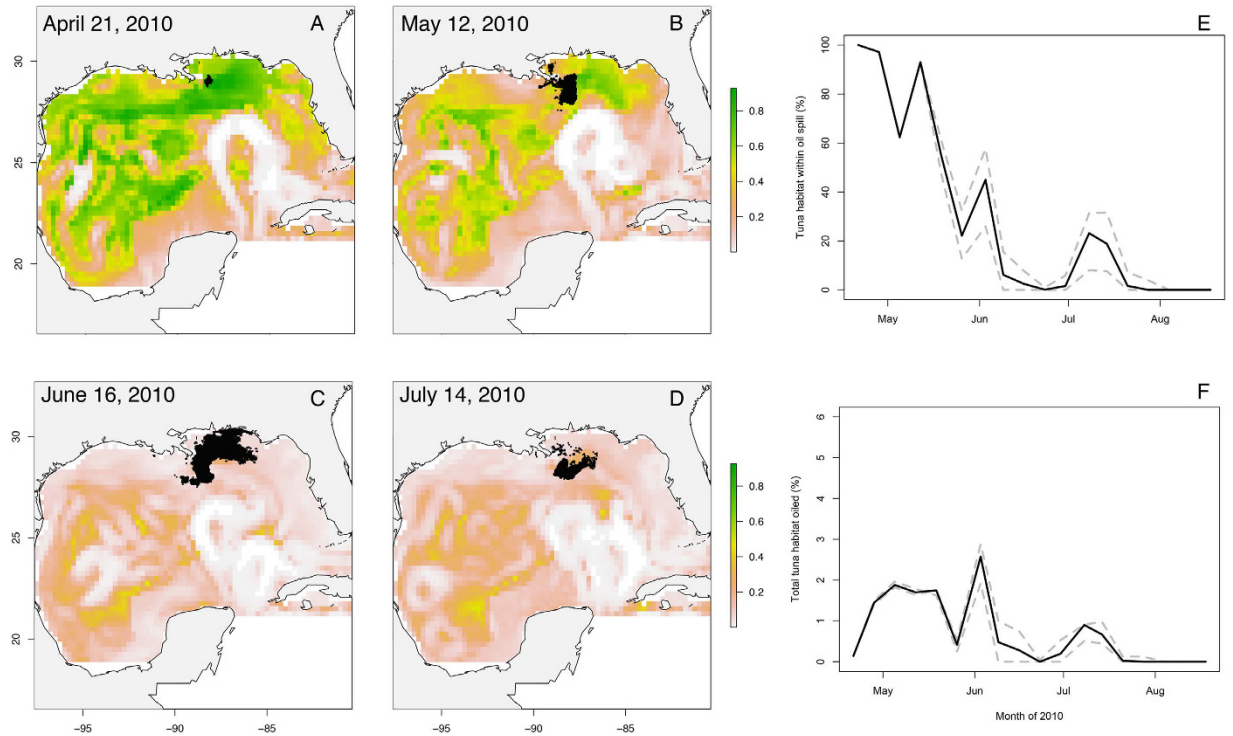 April 21, 2010 A
May 12, 2010 B
E
30
25
20
0.8
0.6
0.4
0.2
Tuna habitat within oil spill (%)
100
80
60
40
20
0
May Jun Jul Aug
June 16, 2010 C
July 14, 2010 D
F
30
25
20
−95 −90 −85
−95 −90 −85
0.8
0.6
0.4
0.2
Total tuna habitat oiled (%)
6
5
4
3
2
1
0
May Jun Jul Aug
Month of 2010